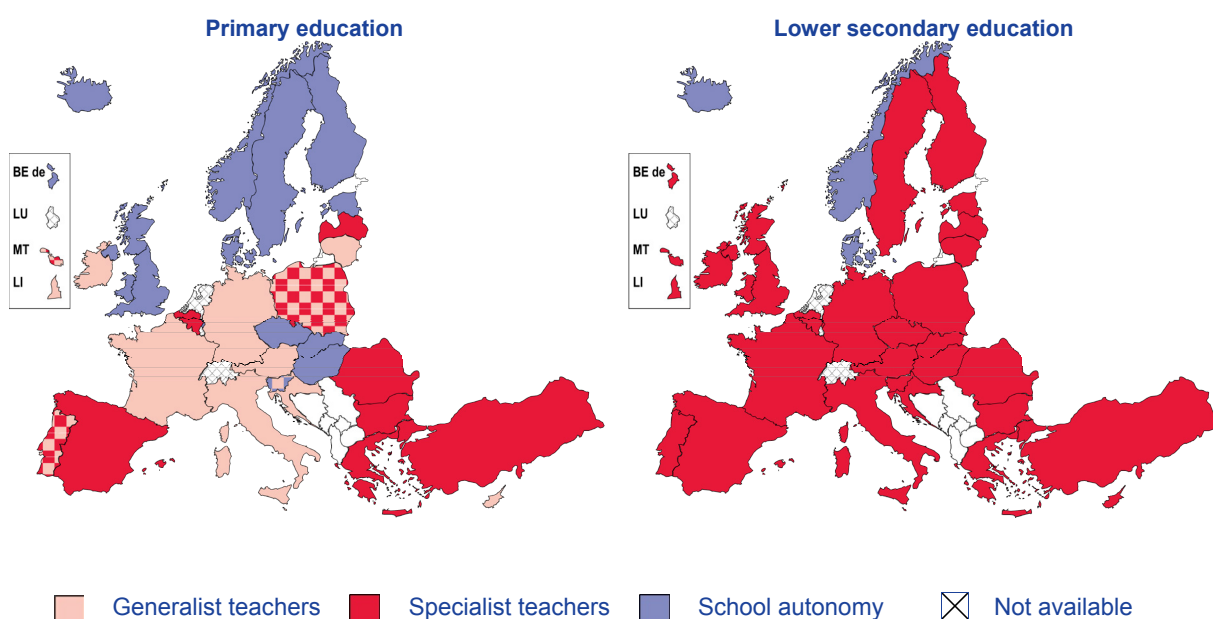 Primary education
Lower secondary education
BE de
LU
MT
LI
BE de
LU
MT
LI
Generalist teachers
Specialist teachers
School autonomy
Not available